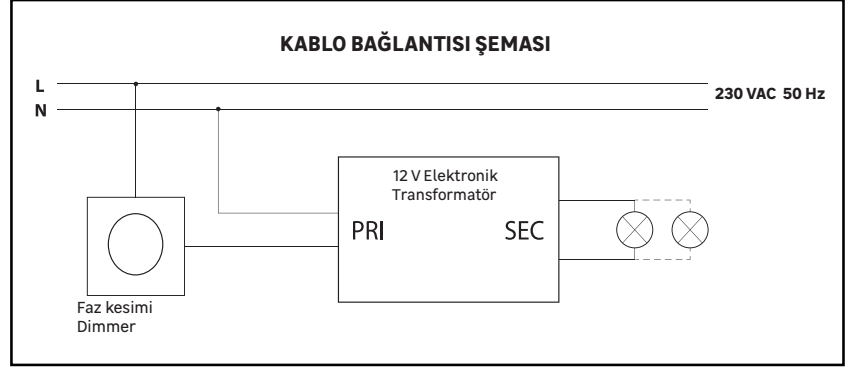 KABLO BAĞLANTISI ŞEMASI
L
230 VAC 50 Hz
N
12 V Elektronik
Transformatör
PRI
SEC
Faz kesimi
Dimmer